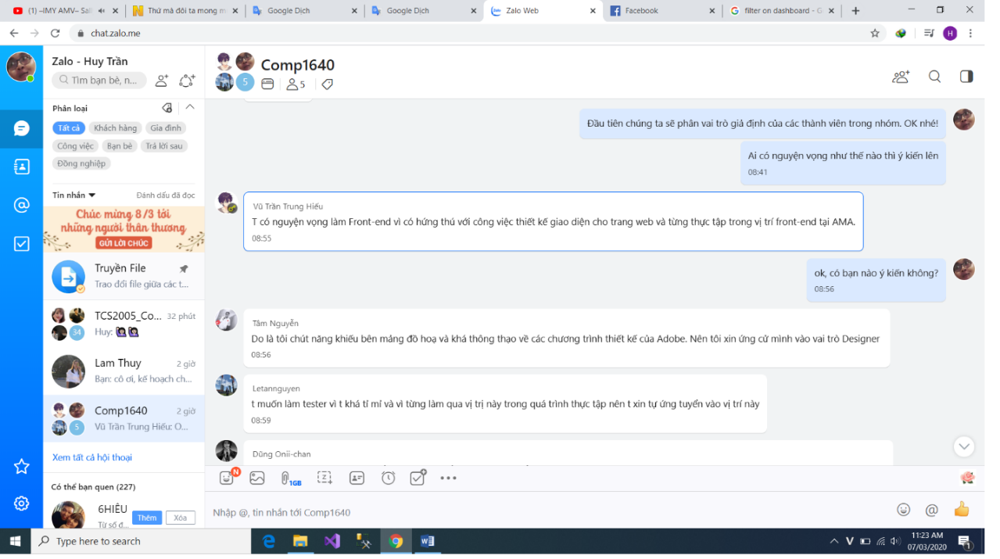 (1) –IMY AMV– Sal
Thứ mà đôi ta mong m
Google Dịch
Google Dịch
Zalo Web
Facebook
filter on dashboard - G
chat.zalo.me
H
Zalo - Huy Trần
Tìm bạn bè, n...
Phân loại
Tất cả
Khách hàng
Gia đình
Công việc
Bạn bè
Trả lời sau
Đồng nghiệp
Tin nhắn
Đánh dấu đã đọc
Chúc mừng 8/3 tới
những người thân thương
GỬI LỜI CHÚC
Truyền File
Trao đổi file giữa các t...
TCS2005_Co...
32 phút
34
Huy:
Lam Thuy
2 giờ
Bạn: cô ơi, kế hoạch ch...
Comp1640
2 giờ
5
Vũ Trần Trung Hiếu: O...
Xem tất cả hội thoại
Có thể bạn quen (227)
6HIẾU
Từ số đ...
Thêm
Xóa
Comp1640
5
5
Đầu tiên chúng ta sẽ phân vai trò giả định của các thành viên trong nhóm. OK nhé!
Ai có nguyện vọng như thế nào thì ý kiến lên
08:41
Vũ Trần Trung Hiếu
T có nguyện vọng làm Front-end vì có hứng thú với công việc thiết kế giao diện cho trang web và từng thực tập trong vị trí front-end tại AMA.
08:55
ok, có bạn nào ý kiến không?
08:56
Tâm Nguyễn
Do là tôi chút năng khiếu bên mảng đồ hoạ và khá thông thạo về các chương trình thiết kế của Adobe. Nên tôi xin ứng cử mình vào vai trò Designer
08:56
Letannguyen
t muốn làm tester vì t khá tỉ mỉ và vì từng làm qua vị trị này trong quá trình thực tập nên t xin tự ứng tuyển vào vị trí này
08:59
Dũng Onii-chan
N
1GB
Nhập @, tin nhắn tới Comp1640
Type here to search
11:23 AM
07/03/2020
1